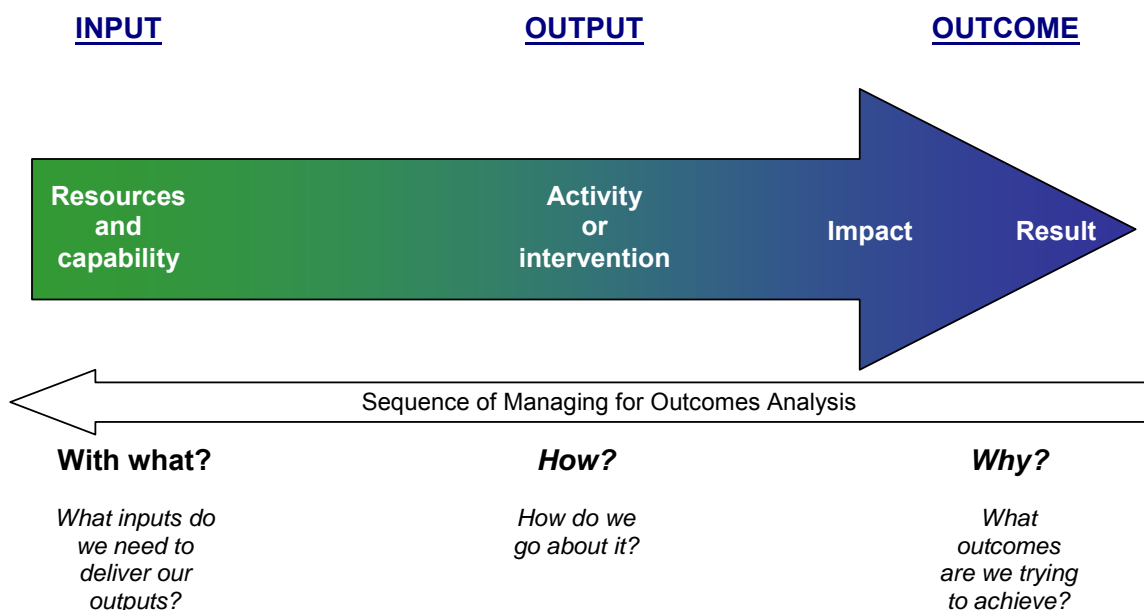 INPUT OUTPUT OUTCOME
Resources
and
capability
Activity
or
intervention
Impact Result
Sequence of Managing for Outcomes Analysis
With what? How? Why?
What inputs do
we need to
deliver our
outputs?
How do we
go about it?
What
outcomes
are we trying
to achieve?